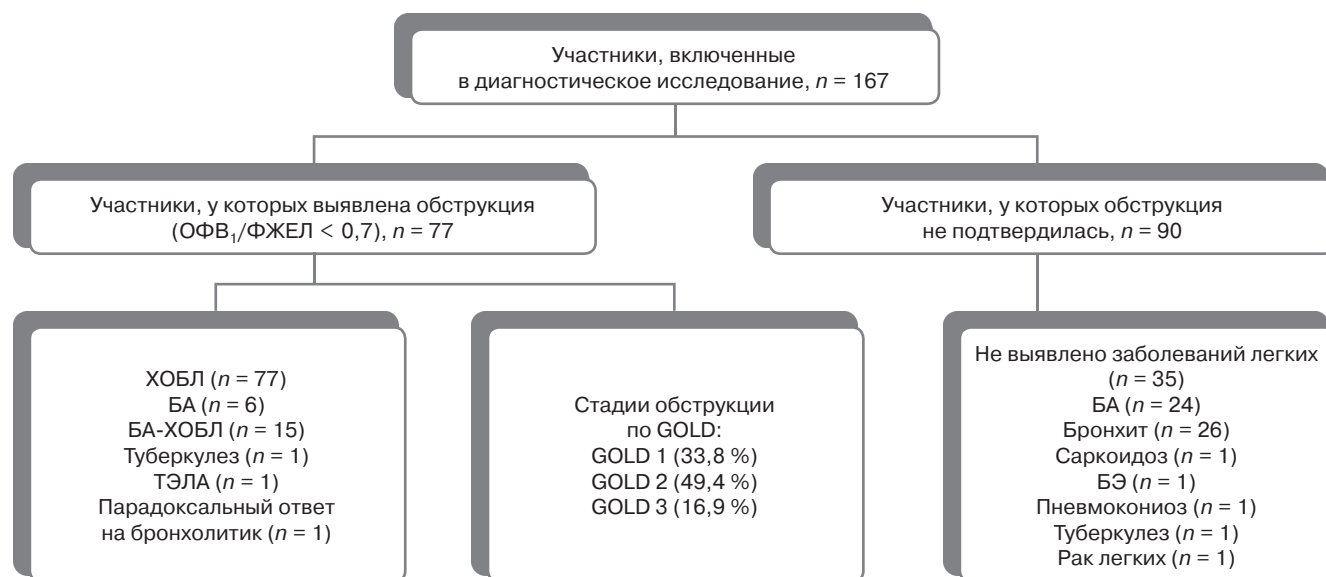 Участники, включенные
в диагностическое исследование, n = 167
Участники, у которых выявлена обструкция
(ОФВ₁/ФЖЕЛ < 0,7), n = 77
Участники, у которых обструкция
не подтвердилась, n = 90
ХОБЛ (n = 77)
БА (n = 6)
БА-ХОБЛ (n = 15)
Туберкулез (n = 1)
ТЭЛА (n = 1)
Парадоксальный ответ
на бронхолитик (n = 1)
Стадии обструкции
по GOLD:
GOLD 1 (33,8 %)
GOLD 2 (49,4 %)
GOLD 3 (16,9 %)
Не выявлено заболеваний легких
(n = 35)
БА (n = 24)
Бронхит (n = 26)
Саркоидоз (n = 1)
БЭ (n = 1)
Пневмокониоз (n = 1)
Туберкулез (n = 1)
Рак легких (n = 1)